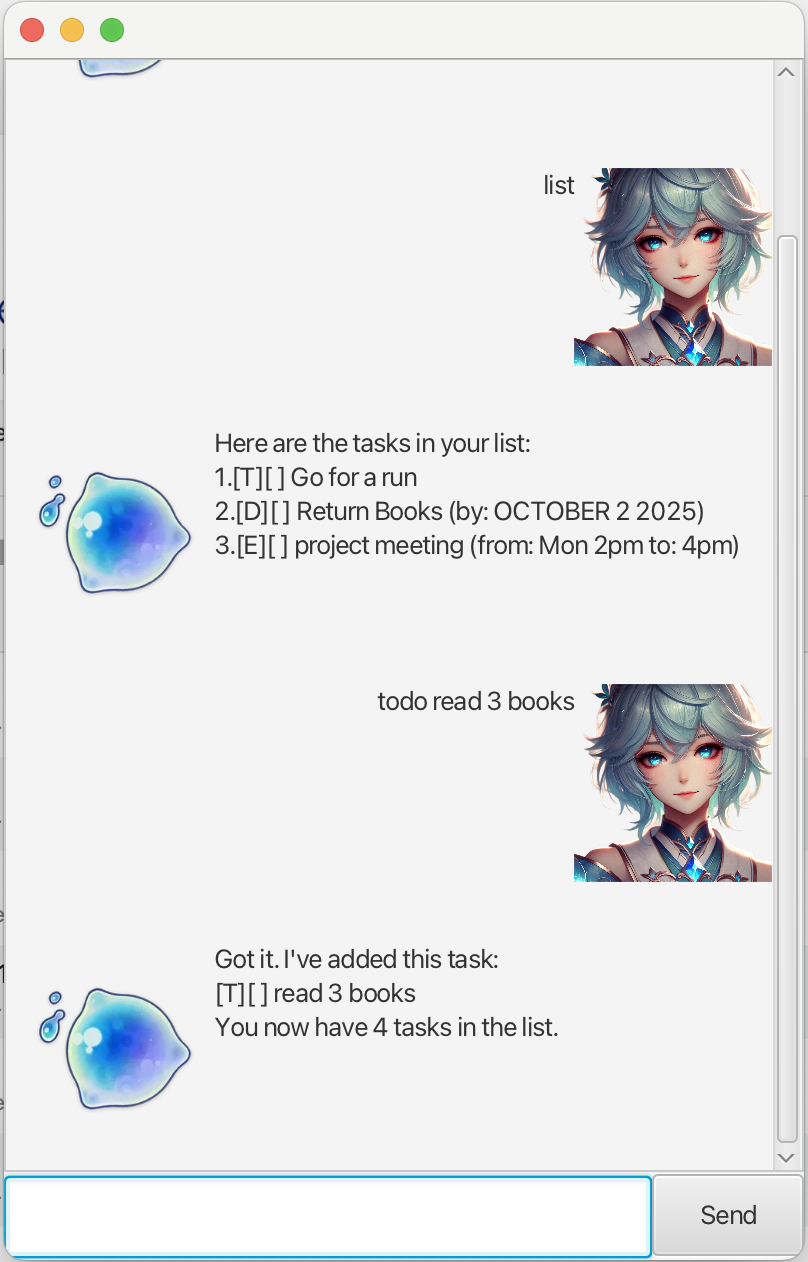 list
Here are the tasks in your list:
1.[T][ ] Go for a run
2.[D][ ] Return Books (by: OCTOBER 2 2025)
3.[E][ ] project meeting (from: Mon 2pm to: 4pm)
todo read 3 books
Got it. I've added this task:
[T][ ] read 3 books
You now have 4 tasks in the list.
Send